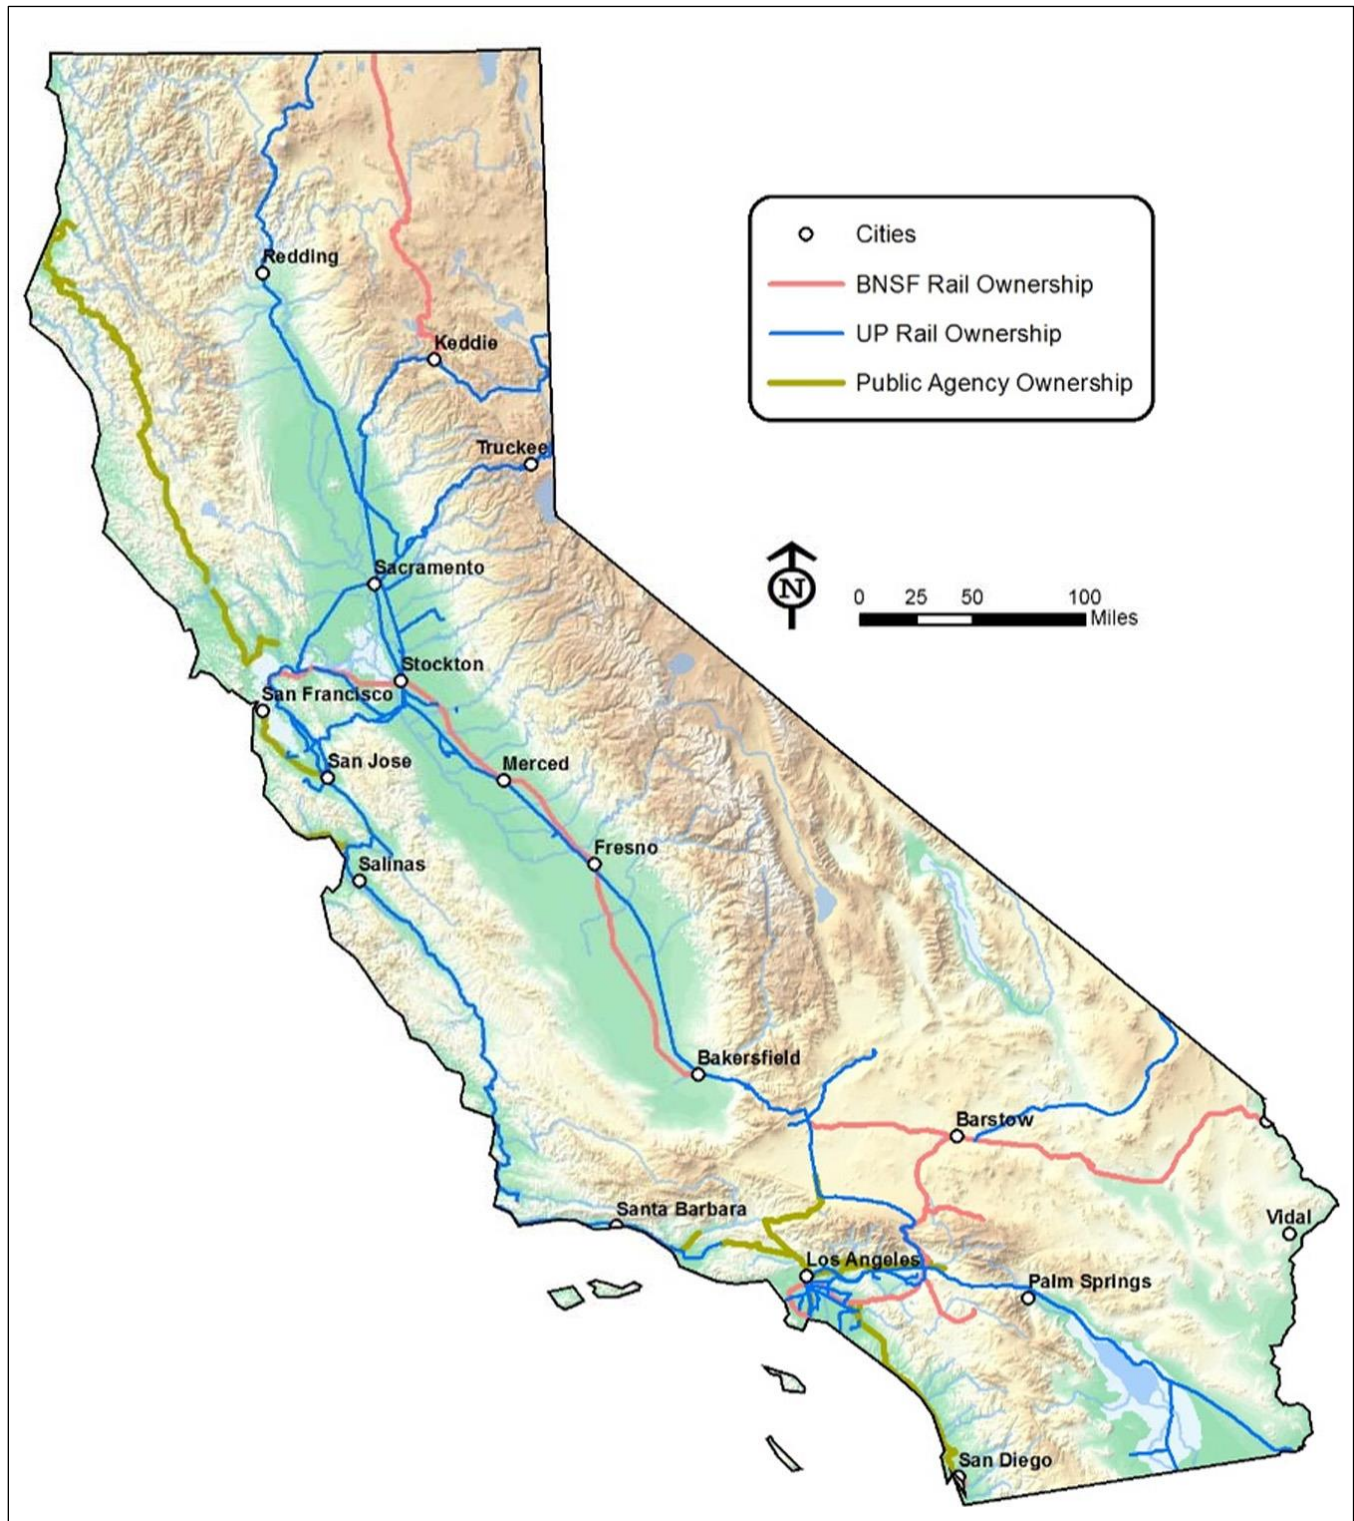 Redding
Cities
BNSF Rail Ownership
Keddie
UP Rail Ownership
Public Agency Ownership
Truckee
Sacramento
N
0 25 50 100
Miles
Stockton
San Francisco
San Jose
Merced
Fresno
Salinas
Bakersfield
Barstow
Santa Barbara
Vidal
Los Angeles
Palm Springs
San Diego